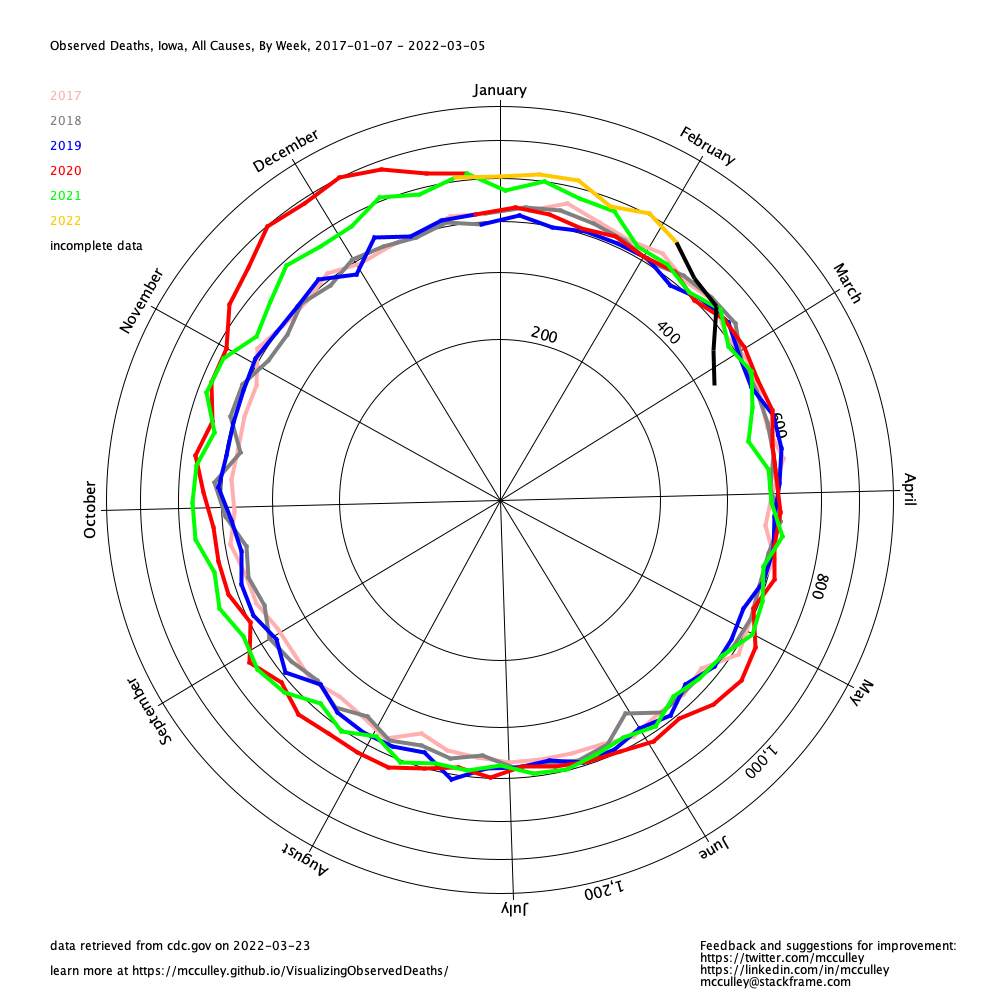 Observed Deaths, Iowa, All Causes, By Week, 2017-01-07 - 2022-03-05
2017
2018
2019
2020
2021
2022
incomplete data
January
February
March
April
May
June
July
August
September
October
November
December
200
400
600
800
1,000
1,200
data retrieved from cdc.gov on 2022-03-23
learn more at https://mcculley.github.io/VisualizingObservedDeaths/
Feedback and suggestions for improvement:
https://twitter.com/mcculley
https://linkedin.com/in/mcculley
mcculley@stackframe.com